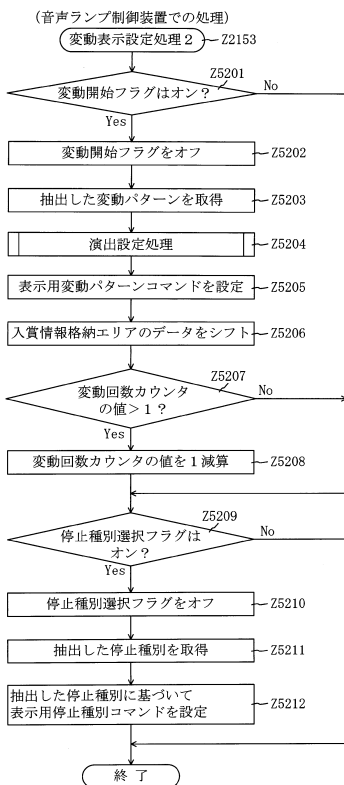 (音声ランプ制御装置での処理)
変動表示設定処理2
Z2153
Z5201
変動開始フラグはオン?
No
Yes
変動開始フラグをオフ
Z5202
抽出した変動パターンを取得
Z5203
演出設定処理
Z5204
表示用変動パターンコマンドを設定
Z5205
入賞情報格納エリアのデータをシフト
Z5206
Z5207
変動回数カウンタ
の値>1?
No
Yes
変動回数カウンタの値を1減算
Z5208
Z5209
停止種別選択フラグは
オン?
No
Yes
停止種別選択フラグをオフ
Z5210
抽出した停止種別を取得
Z5211
抽出した停止種別に基づいて
表示用停止種別コマンドを設定
Z5212
終了